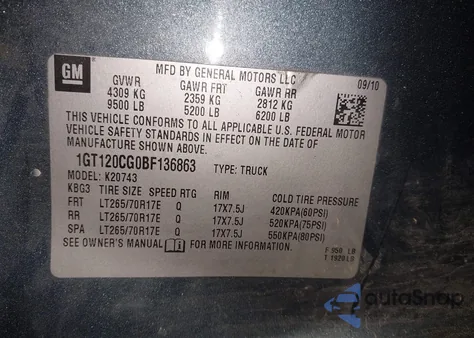 GM
MFD BY GENERAL MOTORS LLC
GVWR GAWR FRT GAWR RR 09/10
4309 KG 2359 KG 2812 KG
9500 LB 5200 LB 6200 LB
THIS VEHICLE CONFORMS TO ALL APPLICABLE U.S. FEDERAL MOTOR
VEHICLE SAFETY STANDARDS IN EFFECT ON THE DATE OF
MANUFACTURE SHOWN ABOVE.
1GT120CG0BF136863 TYPE: TRUCK
MODEL: K20743
KBG3 TIRE SIZE SPEED RTG RIM COLD TIRE PRESSURE
FRT LT265/70R17E Q 17X7.5J 420KPA(60PSI)
RR LT265/70R17E Q 17X7.5J 520KPA(75PSI)
SPA LT265/70R17E Q 17X7.5J 550KPA(80PSI)
SEE OWNER'S MANUAL FOR MORE INFORMATION.
autoSnap